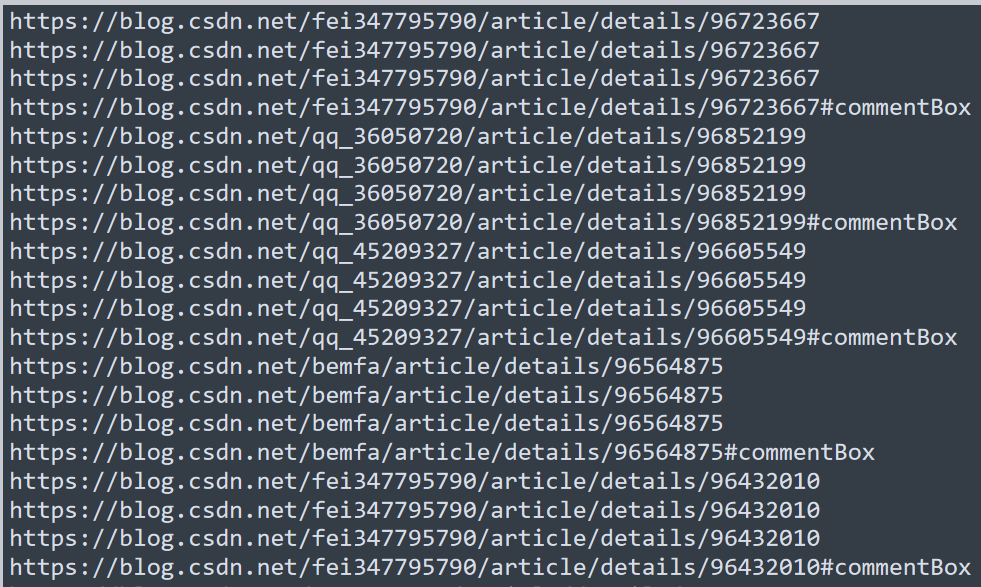 https://blog.csdn.net/fei347795790/article/details/96723667
https://blog.csdn.net/fei347795790/article/details/96723667
https://blog.csdn.net/fei347795790/article/details/96723667
https://blog.csdn.net/fei347795790/article/details/96723667#commentBox
https://blog.csdn.net/qq_36050720/article/details/96852199
https://blog.csdn.net/qq_36050720/article/details/96852199
https://blog.csdn.net/qq_36050720/article/details/96852199
https://blog.csdn.net/qq_36050720/article/details/96852199#commentBox
https://blog.csdn.net/qq_45209327/article/details/96605549
https://blog.csdn.net/qq_45209327/article/details/96605549
https://blog.csdn.net/qq_45209327/article/details/96605549
https://blog.csdn.net/qq_45209327/article/details/96605549#commentBox
https://blog.csdn.net/bemfa/article/details/96564875
https://blog.csdn.net/bemfa/article/details/96564875
https://blog.csdn.net/bemfa/article/details/96564875
https://blog.csdn.net/bemfa/article/details/96564875#commentBox
https://blog.csdn.net/fei347795790/article/details/96432010
https://blog.csdn.net/fei347795790/article/details/96432010
https://blog.csdn.net/fei347795790/article/details/96432010
https://blog.csdn.net/fei347795790/article/details/96432010#commentBox